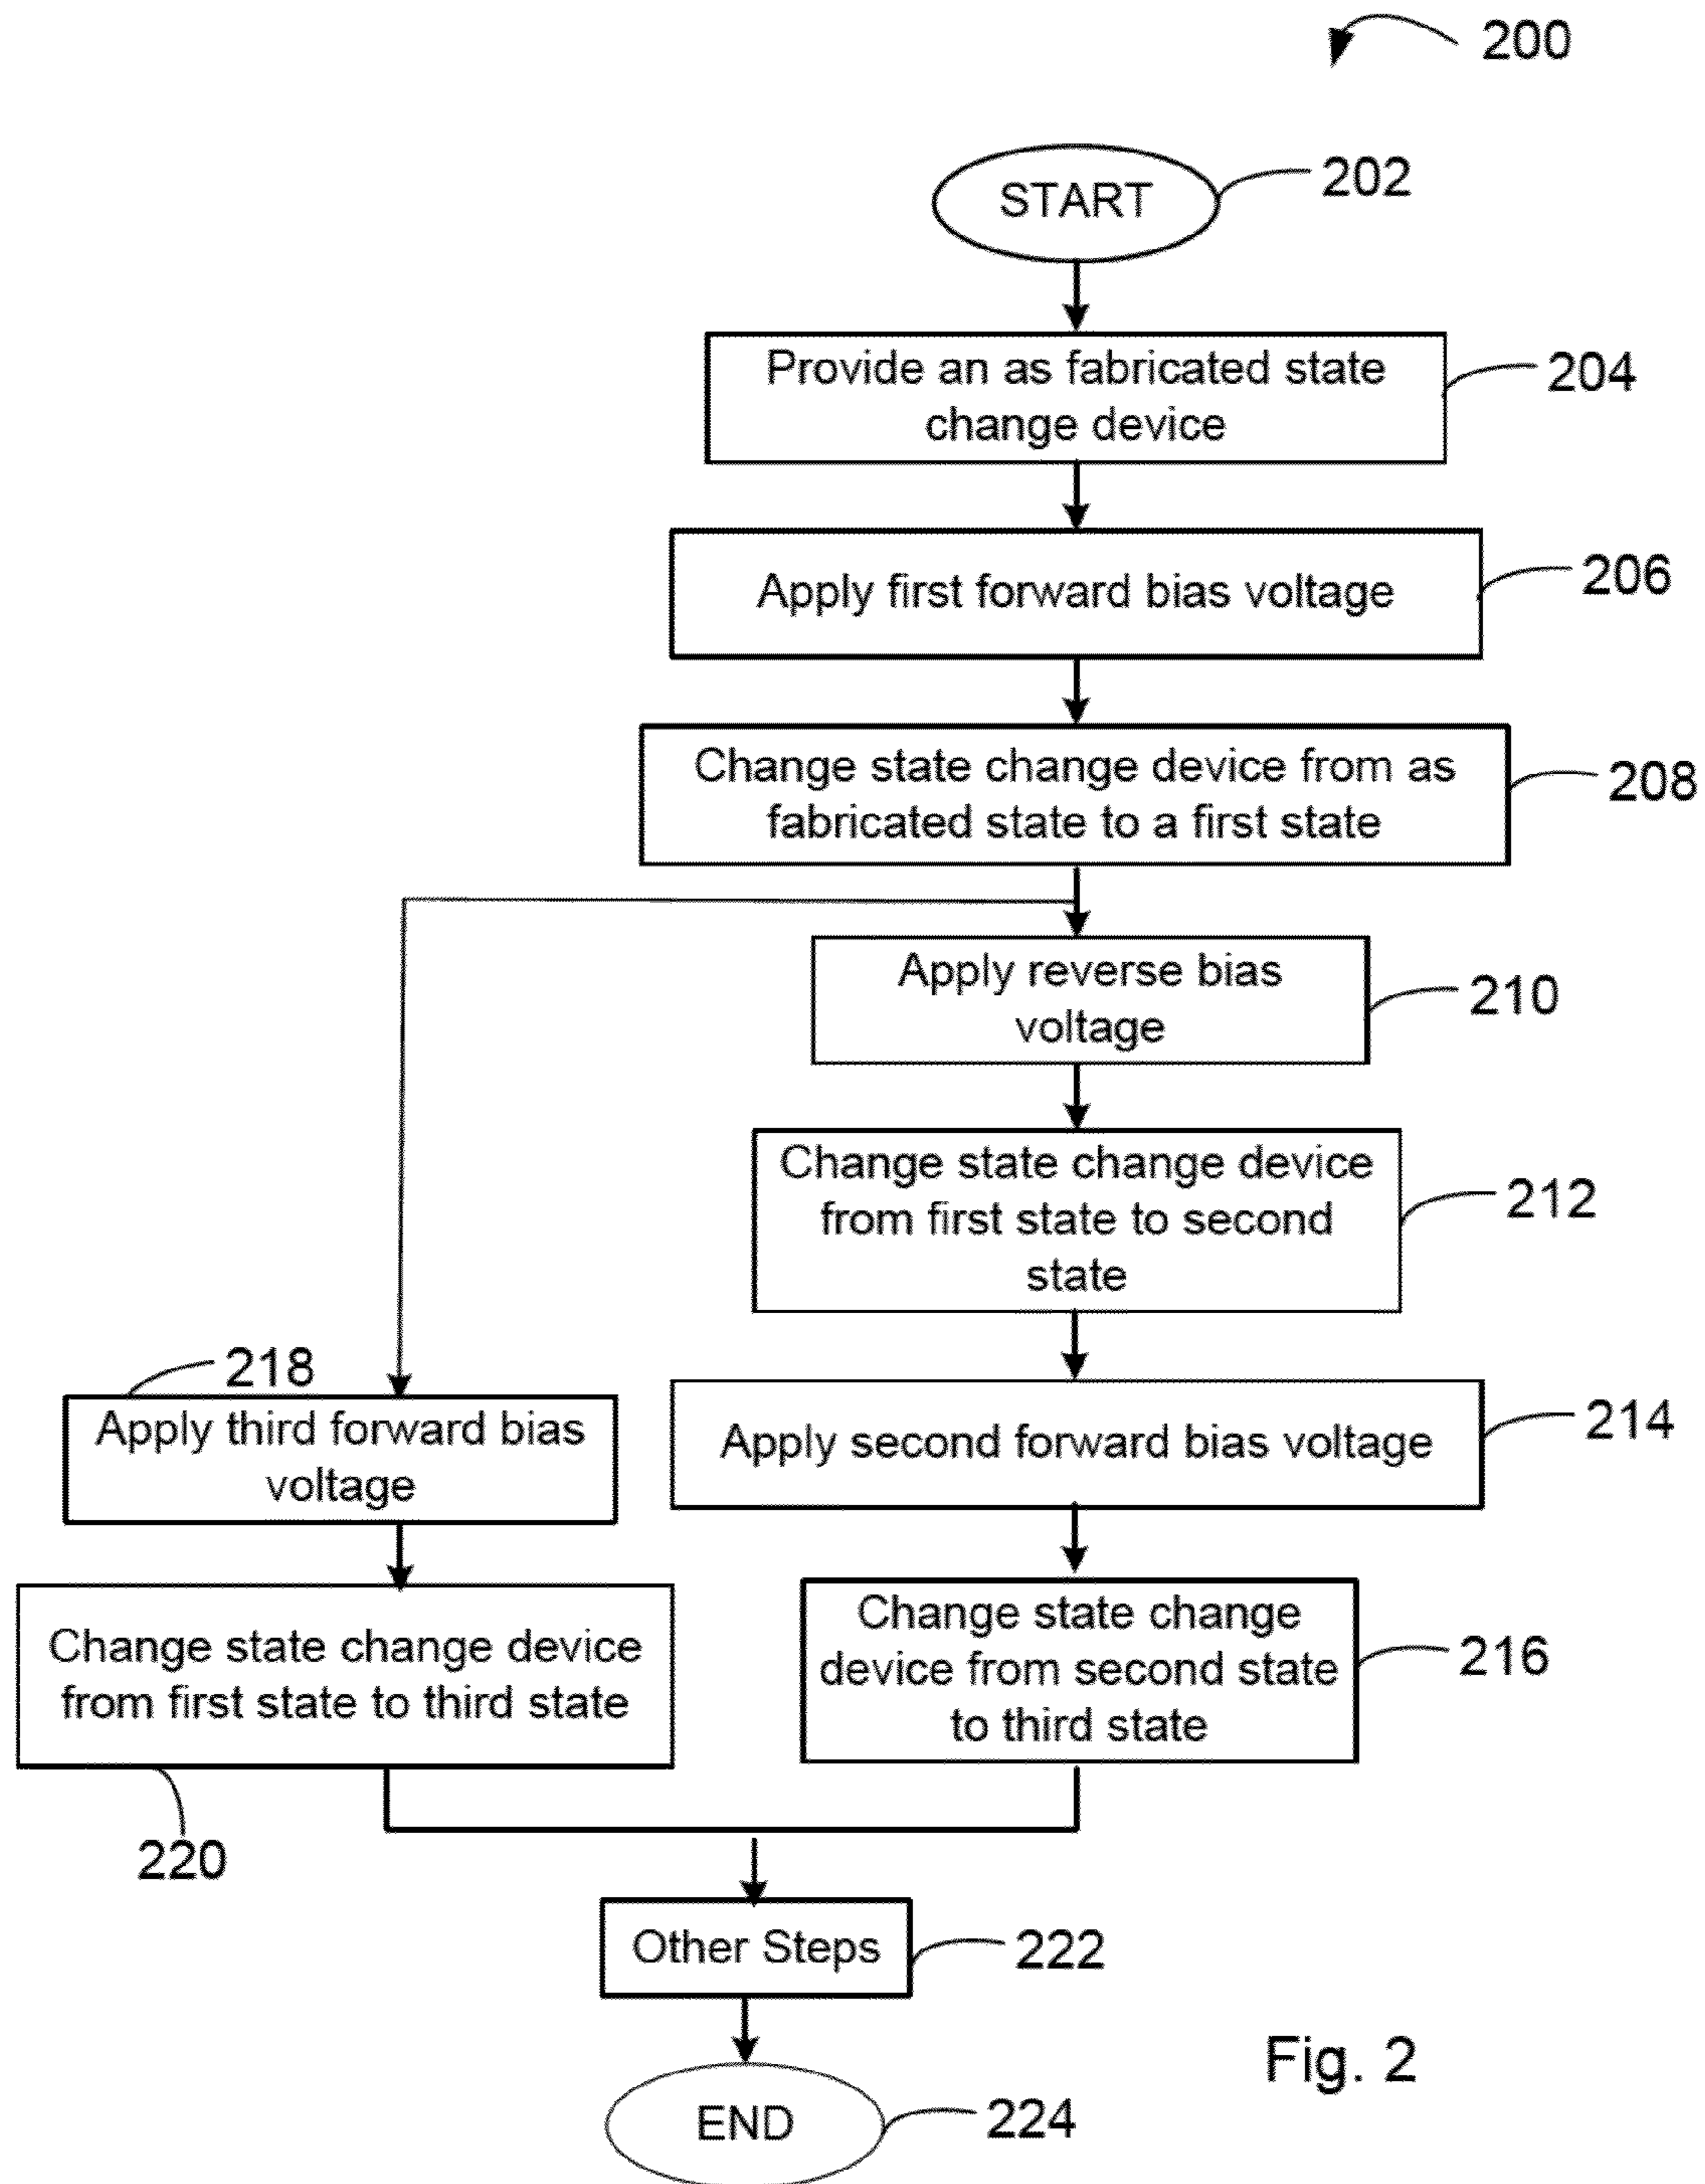 200
START
202
Provide an as fabricated state
change device
204
Apply first forward bias voltage
206
Change state change device from as
fabricated state to a first state
208
Apply reverse bias
voltage
210
Change state change device
from first state to second
state
212
218
Apply third forward bias
voltage
Apply second forward bias voltage
214
Change state change device
from first state to third state
220
Change state change
device from second state
to third state
216
Other Steps
222
END
224
Fig. 2